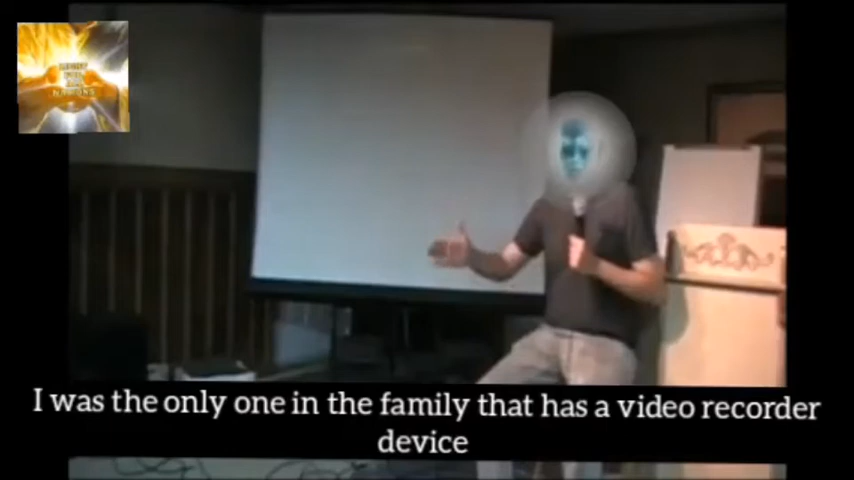 I was the only one in the family that has a video recorder
device